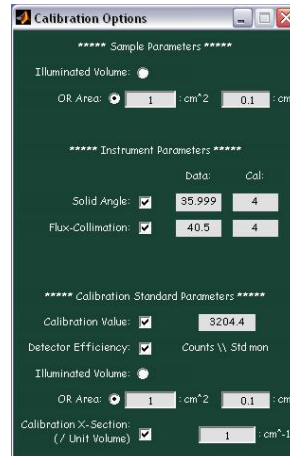 Calibration Options
***** Sample Parameters *****
Illuminated Volume:
OR Area: 1 : cm^2 0.1 : cm
***** Instrument Parameters *****
Data: Cal:
Solid Angle: 35.999 4
Flux-Collimation: 40.5 4
***** Calibration Standard Parameters *****
Calibration Value: 3204.4
Detector Efficiency: Counts \\ Std mon
Illuminated Volume:
OR Area: 1 : cm^2 0.1 : cm
Calibration X-Section:
(/ Unit Volume) 1 : cm^-1